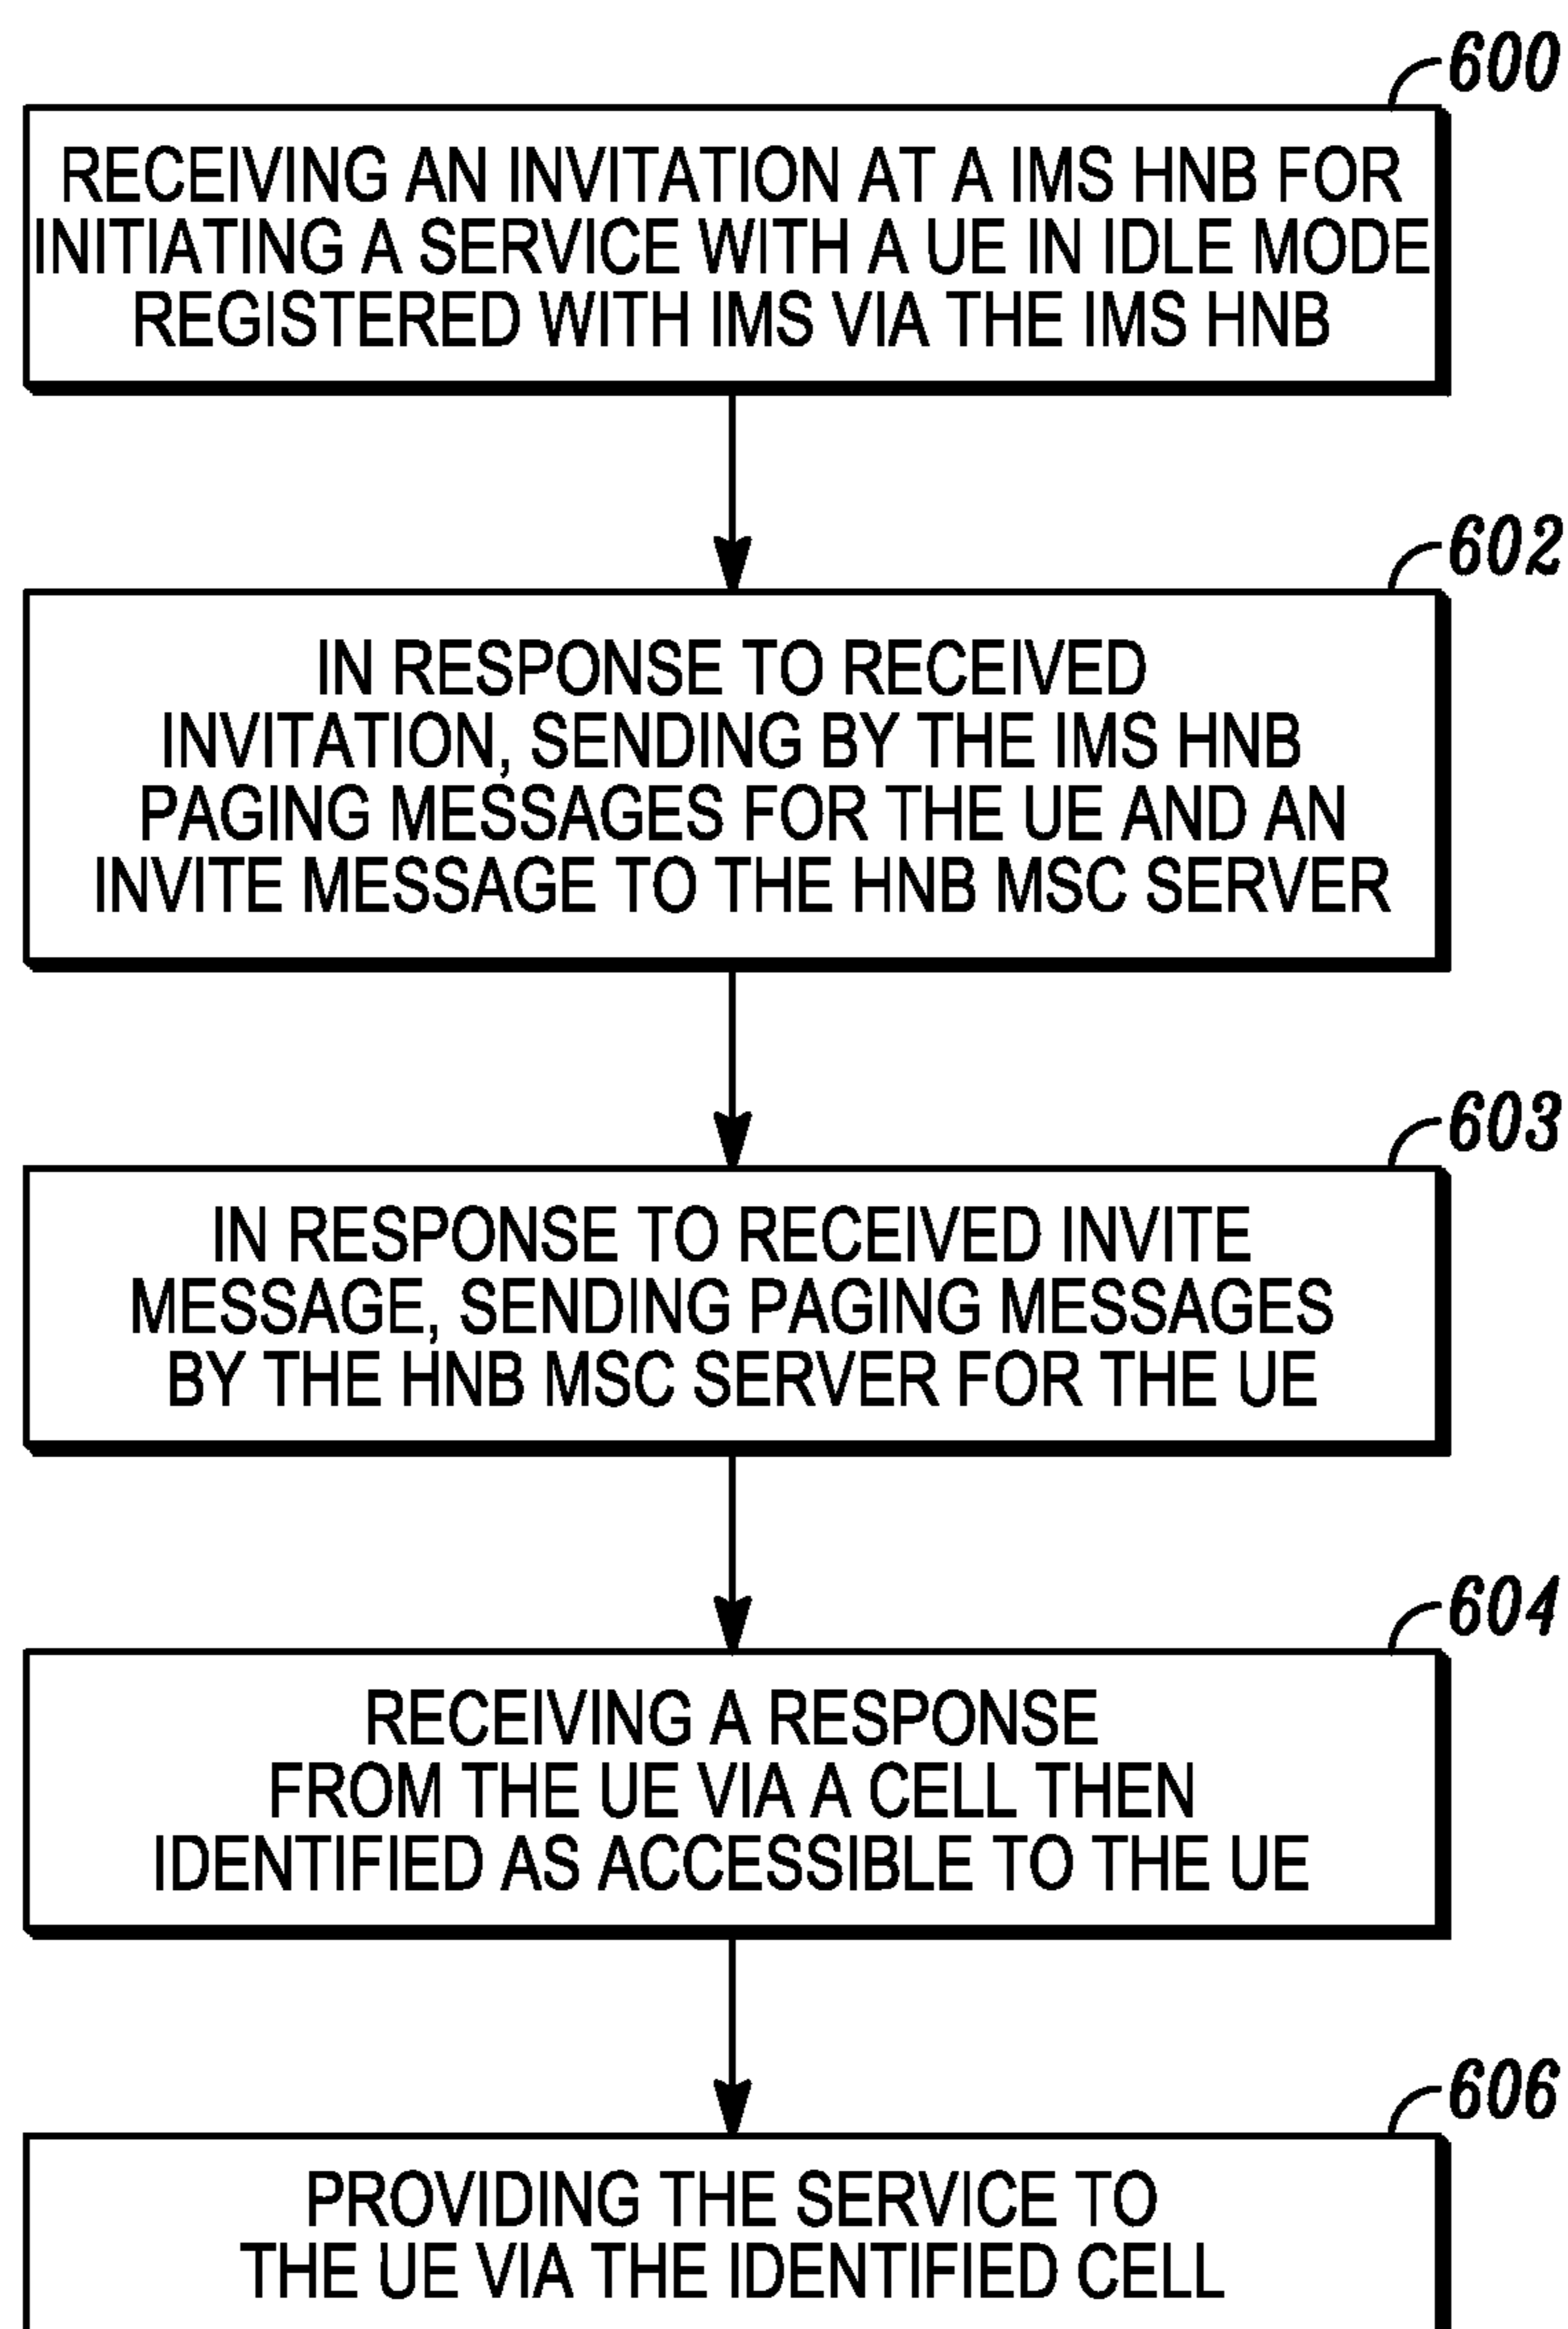 600
RECEIVING AN INVITATION AT A IMS HNB FOR
INITIATING A SERVICE WITH A UE IN IDLE MODE
REGISTERED WITH IMS VIA THE IMS HNB
602
IN RESPONSE TO RECEIVED
INVITATION, SENDING BY THE IMS HNB
PAGING MESSAGES FOR THE UE AND AN
INVITE MESSAGE TO THE HNB MSC SERVER
603
IN RESPONSE TO RECEIVED INVITE
MESSAGE, SENDING PAGING MESSAGES
BY THE HNB MSC SERVER FOR THE UE
604
RECEIVING A RESPONSE
FROM THE UE VIA A CELL THEN
IDENTIFIED AS ACCESSIBLE TO THE UE
606
PROVIDING THE SERVICE TO
THE UE VIA THE IDENTIFIED CELL